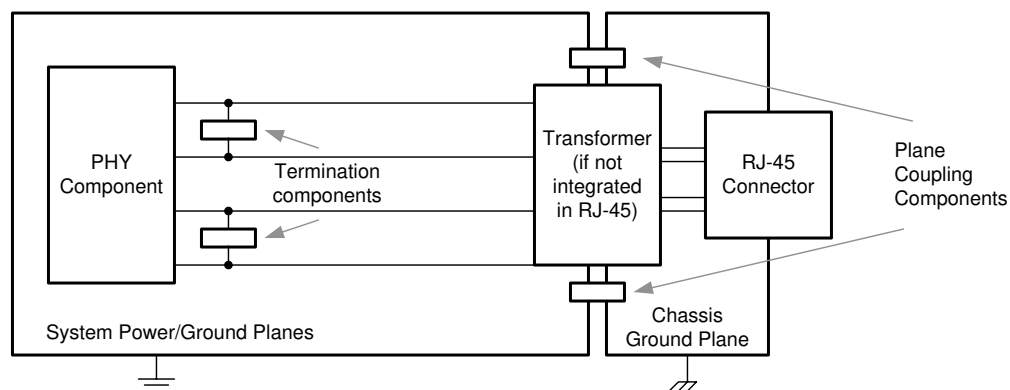 PHY
Component
Termination
components
Transformer
(if not
integrated
in RJ-45)
RJ-45
Connector
Plane
Coupling
Components
System Power/Ground Planes
Chassis
Ground Plane